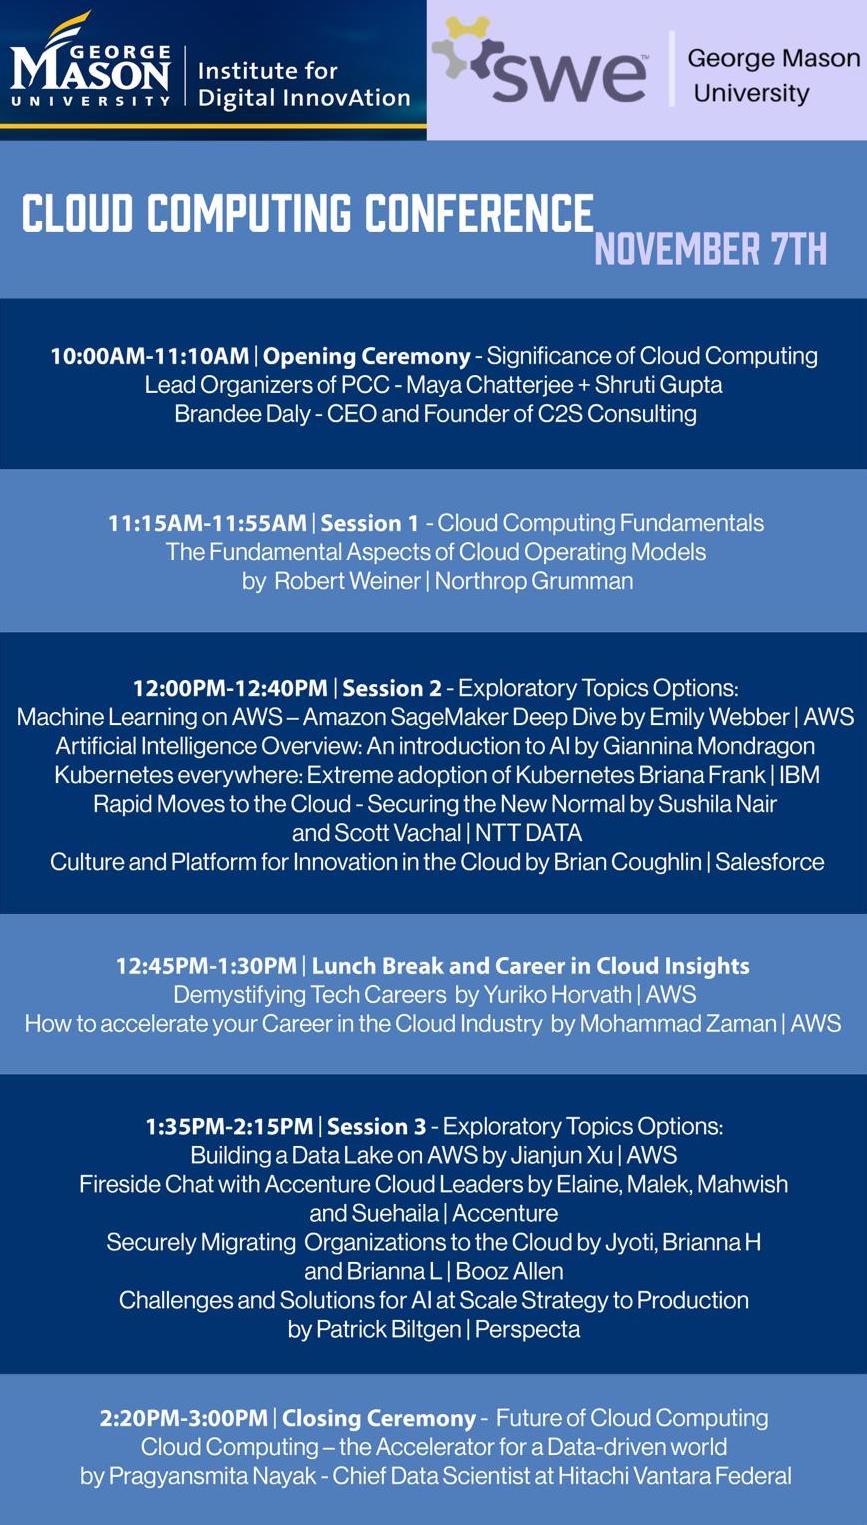 GEORGE
MASON
UNIVERSITY
Institute for
Digital InnovAtion
swe™
George Mason
University
CLOUD COMPUTING CONFERENCE
NOVEMBER 7TH
10:00AM-11:10AM | Opening Ceremony - Significance of Cloud Computing
Lead Organizers of PCC - Maya Chatterjee + Shruti Gupta
Brandee Daly - CEO and Founder of C2S Consulting
11:15AM-11:55AM | Session 1 - Cloud Computing Fundamentals
The Fundamental Aspects of Cloud Operating Models
by Robert Weiner | Northrop Grumman
12:00PM-12:40PM | Session 2 - Exploratory Topics Options:
Machine Learning on AWS – Amazon SageMaker Deep Dive by Emily Webber | AWS
Artificial Intelligence Overview: An introduction to AI by Giannina Mondragon
Kubernetes everywhere: Extreme adoption of Kubernetes Briana Frank | IBM
Rapid Moves to the Cloud - Securing the New Normal by Sushila Nair
and Scott Vachal | NTT DATA
Culture and Platform for Innovation in the Cloud by Brian Coughlin | Salesforce
12:45PM-1:30PM | Lunch Break and Career in Cloud Insights
Demystifying Tech Careers by Yuriko Horvath | AWS
How to accelerate your Career in the Cloud Industry by Mohammad Zaman | AWS
1:35PM-2:15PM | Session 3 - Exploratory Topics Options:
Building a Data Lake on AWS by Jianjun Xu | AWS
Fireside Chat with Accenture Cloud Leaders by Elaine, Malek, Mahwish
and Suehaila | Accenture
Securely Migrating Organizations to the Cloud by Jyoti, Brianna H
and Brianna L | Booz Allen
Challenges and Solutions for AI at Scale Strategy to Production
by Patrick Biltgen | Perspecta
2:20PM-3:00PM | Closing Ceremony - Future of Cloud Computing
Cloud Computing – the Accelerator for a Data-driven world
by Pragyansmita Nayak - Chief Data Scientist at Hitachi Vantara Federal